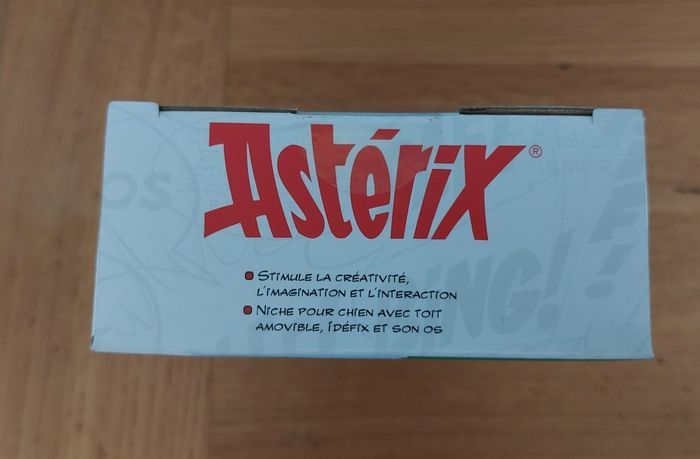 Astérix®
STIMULE LA CRÉATIVITÉ,
L'IMAGINATION ET L'INTERACTION
NICHE POUR CHIEN AVEC TOIT
AMOVIBLE, IDÉFIX ET SON OS